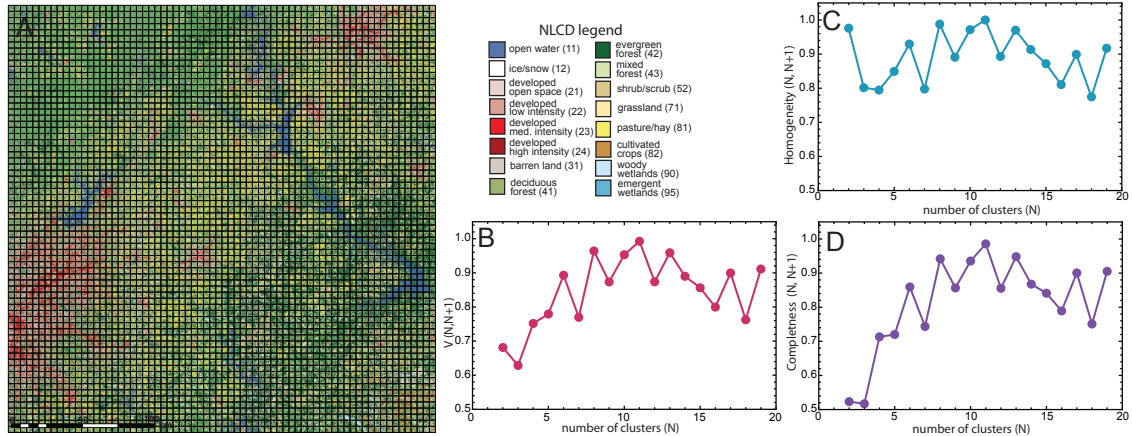 A
NLCD legend
open water (11)
ice/snow (12)
developed
open space (21)
developed
low intensity (22)
developed
med. intensity (23)
developed
high intensity (24)
barren land (31)
deciduous
forest (41)
evergreen
forest (42)
mixed
forest (43)
shrub/scrub (52)
grassland (71)
pasture/hay (81)
cultivated
crops (82)
woody
wetlands (90)
emergent
wetlands (95)
B
V (N,N+1)
1.0
0.9
0.8
0.7
0.6
0.5
0 5 10 15 20
number of clusters (N)
C
Homogeneity (N, N+1)
1.0
0.9
0.8
0.7
0.6
0.5
0 5 10 15 20
number of clusters (N)
D
Completness (N, N+1)
1.0
0.9
0.8
0.7
0.6
0.5
0 5 10 15 20
number of clusters (N)